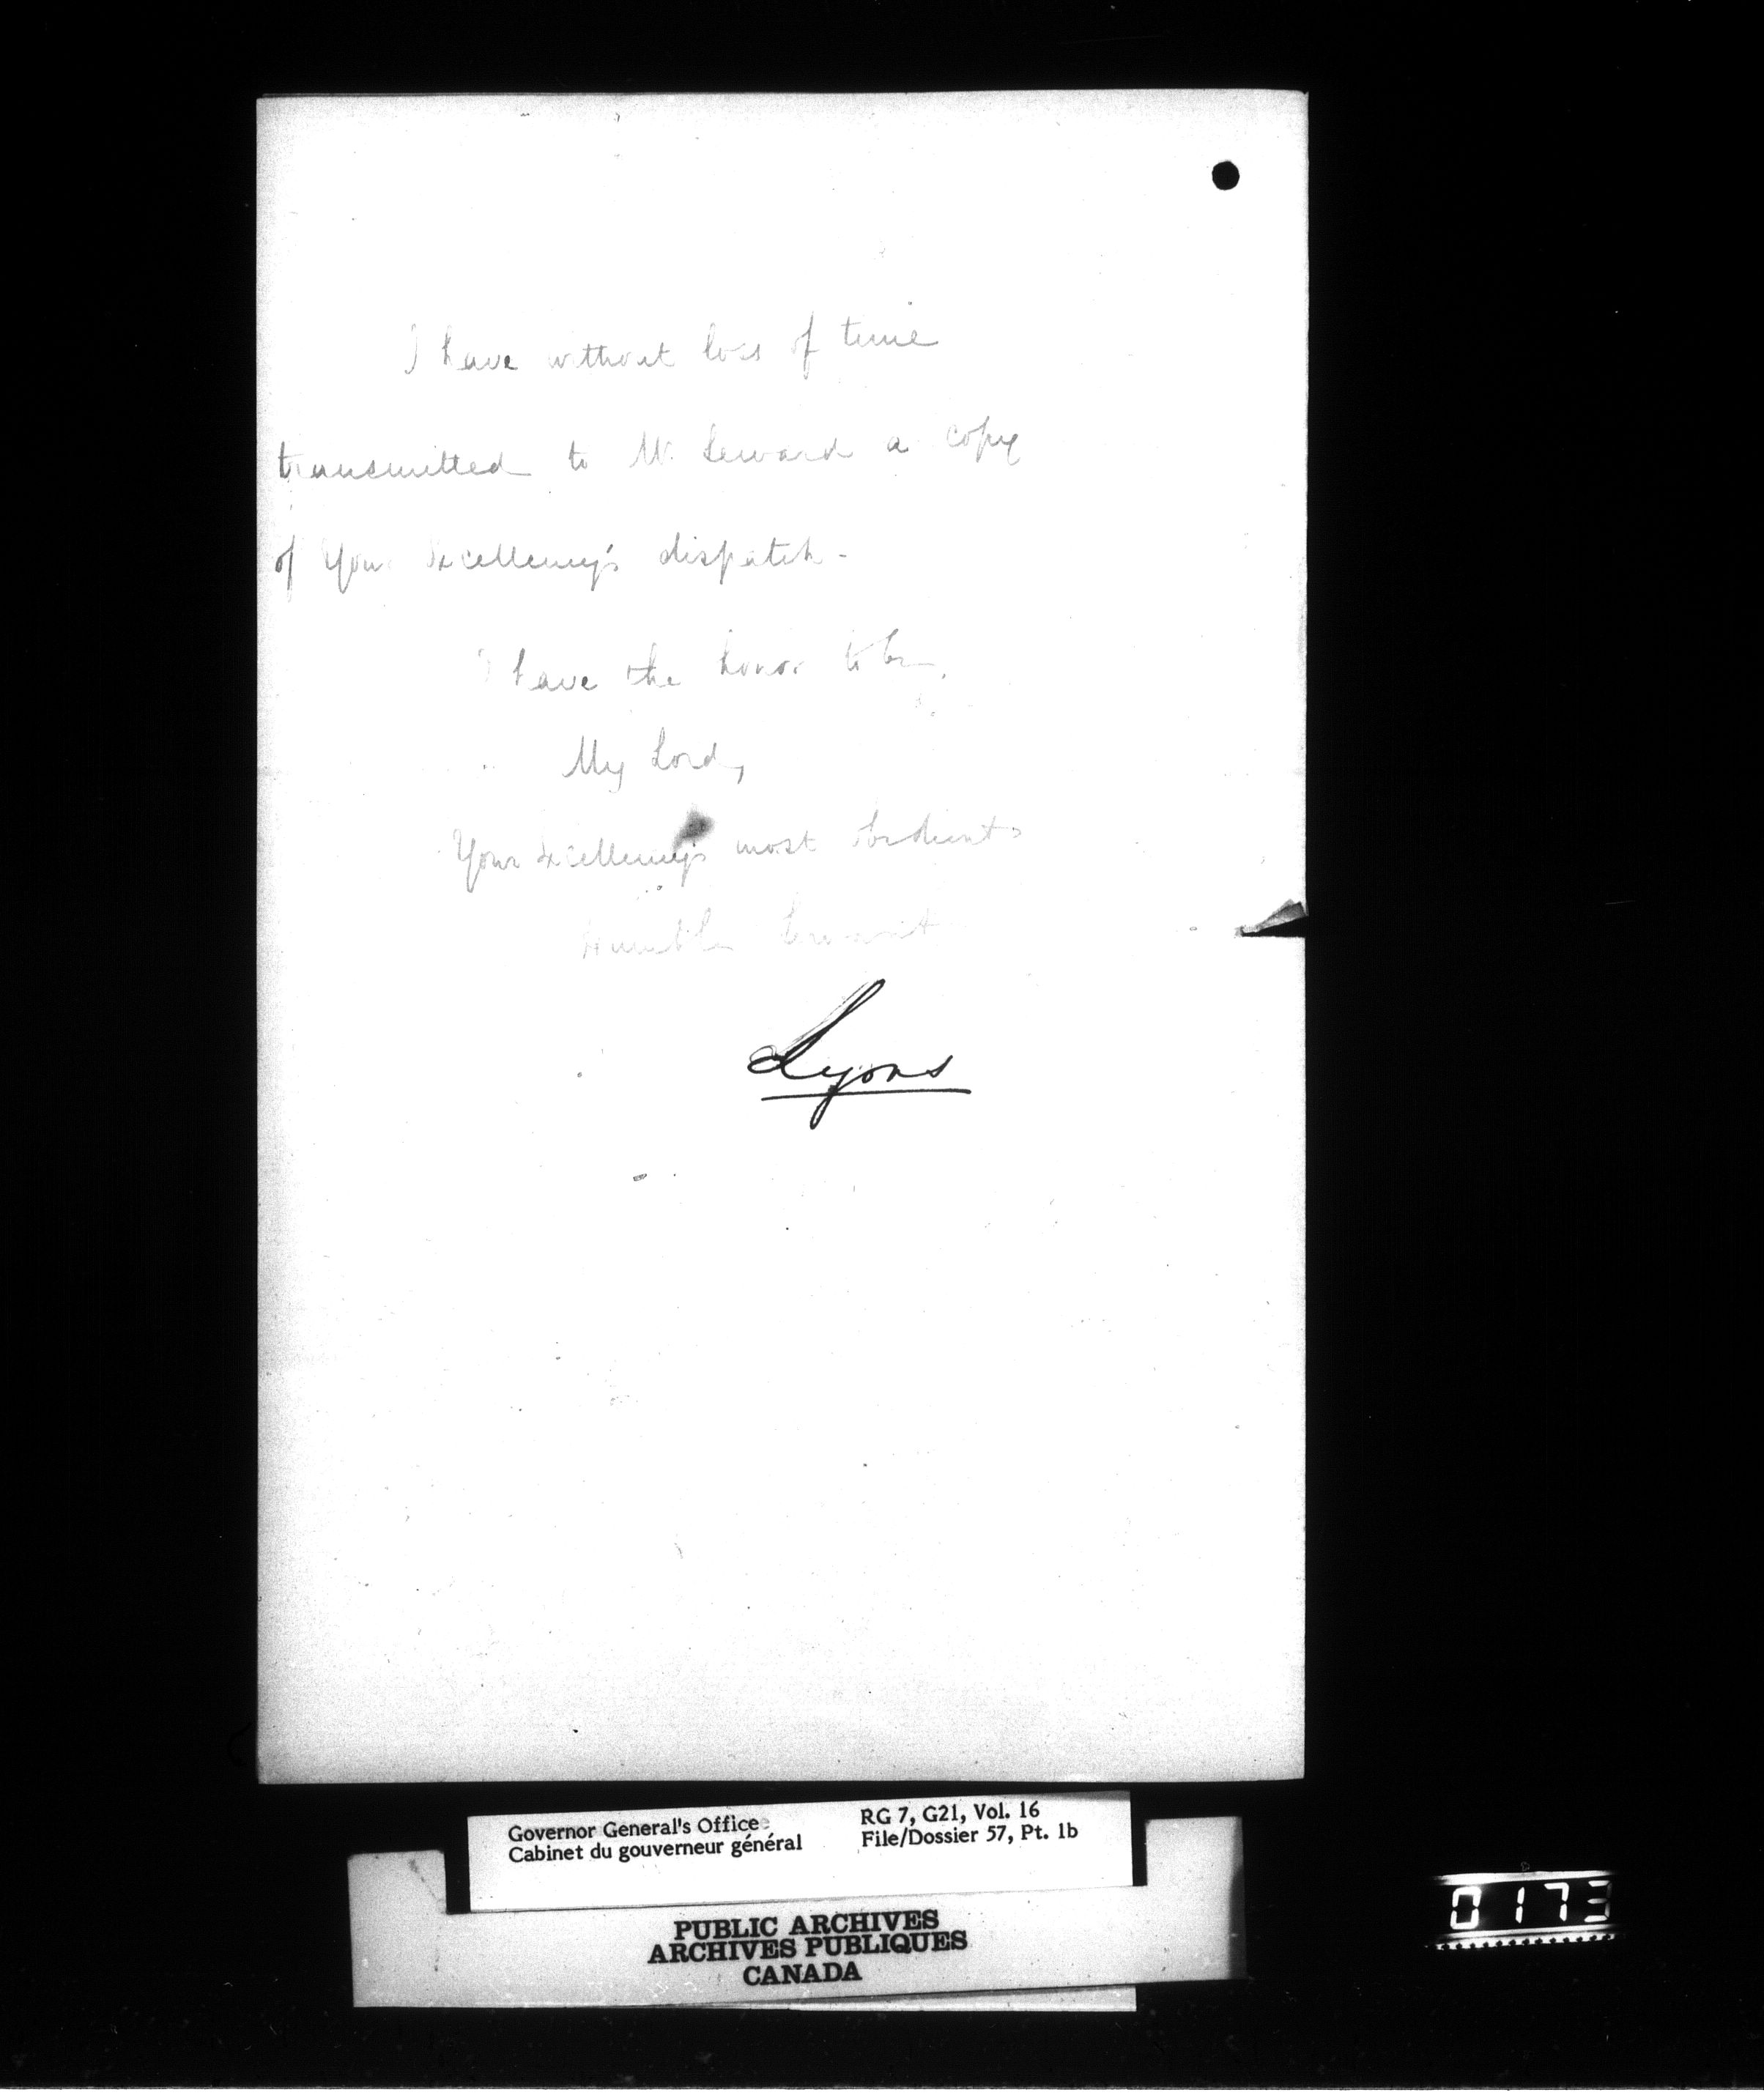 I have without loss of time
transmitted to Mr. Seward a copy
of Your Excellency's dispatch -
I have the honor to be,
My Lord,
Your Excellency's most obedient
Humble Servant
Lyons
Governor General's Office
Cabinet du gouverneur général
RG 7, G21, Vol. 16
File/Dossier 57, Pt. 1b
PUBLIC ARCHIVES
ARCHIVES PUBLIQUES
CANADA
0173